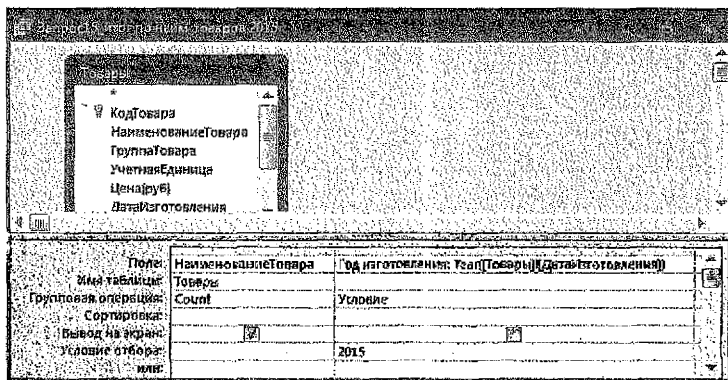 Товары
*
КодТовара
НаименованиеТовара
ГруппаТовара
УчетнаяЕдиница
Цена(руб)
ДатаИзготовления
Поле: НаименованиеТовара Год изготовления: Year([Товары]![ДатаИзготовления])
Имя таблицы: Товары
Групповая операция: Count Условие
Сортировка:
Вывод на экран:
Условие отбора: 2015
или: